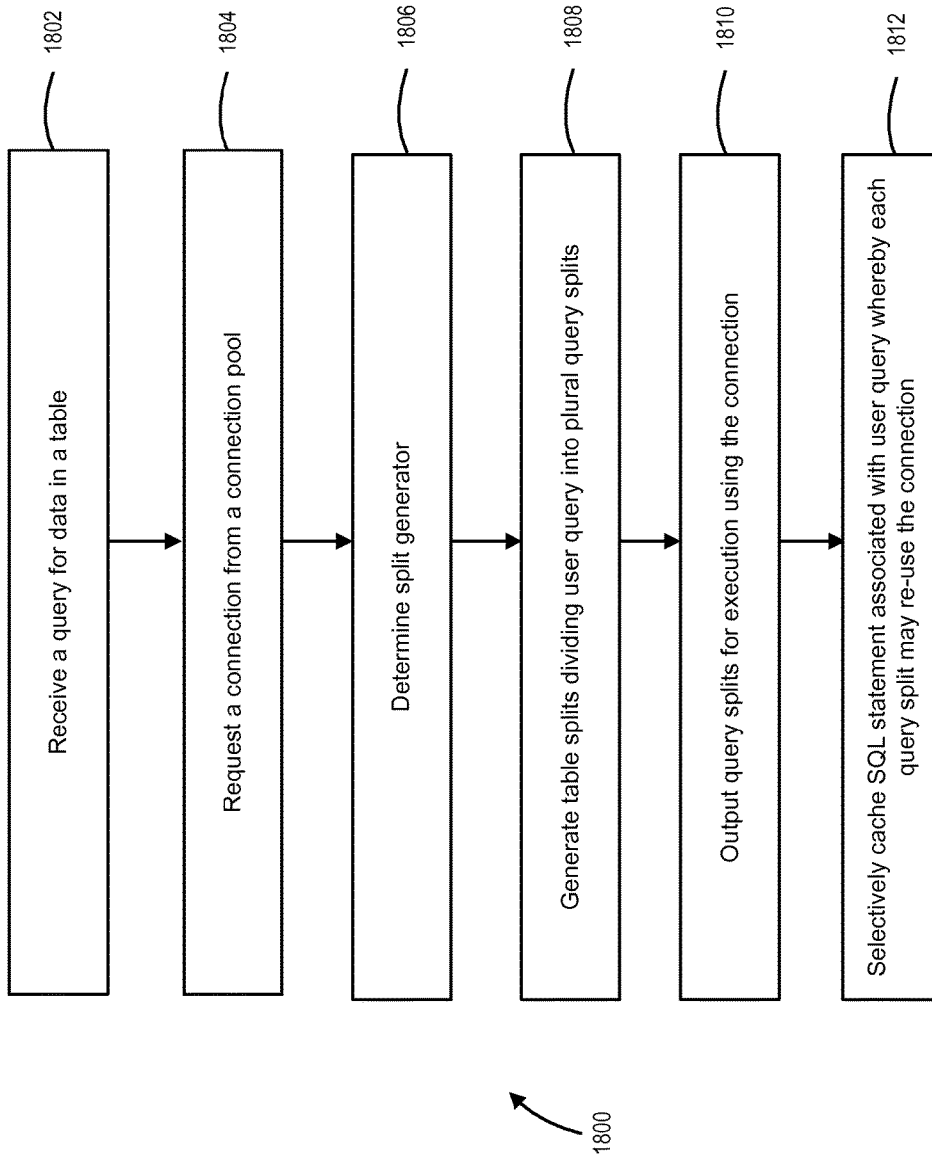 Receive a query for data in a table
1802
Request a connection from a connection pool
1804
Determine split generator
1806
Generate table splits dividing user query into plural query splits
1808
Output query splits for execution using the connection
1810
Selectively cache SQL statement associated with user query whereby each
query split may re-use the connection
1812
1800